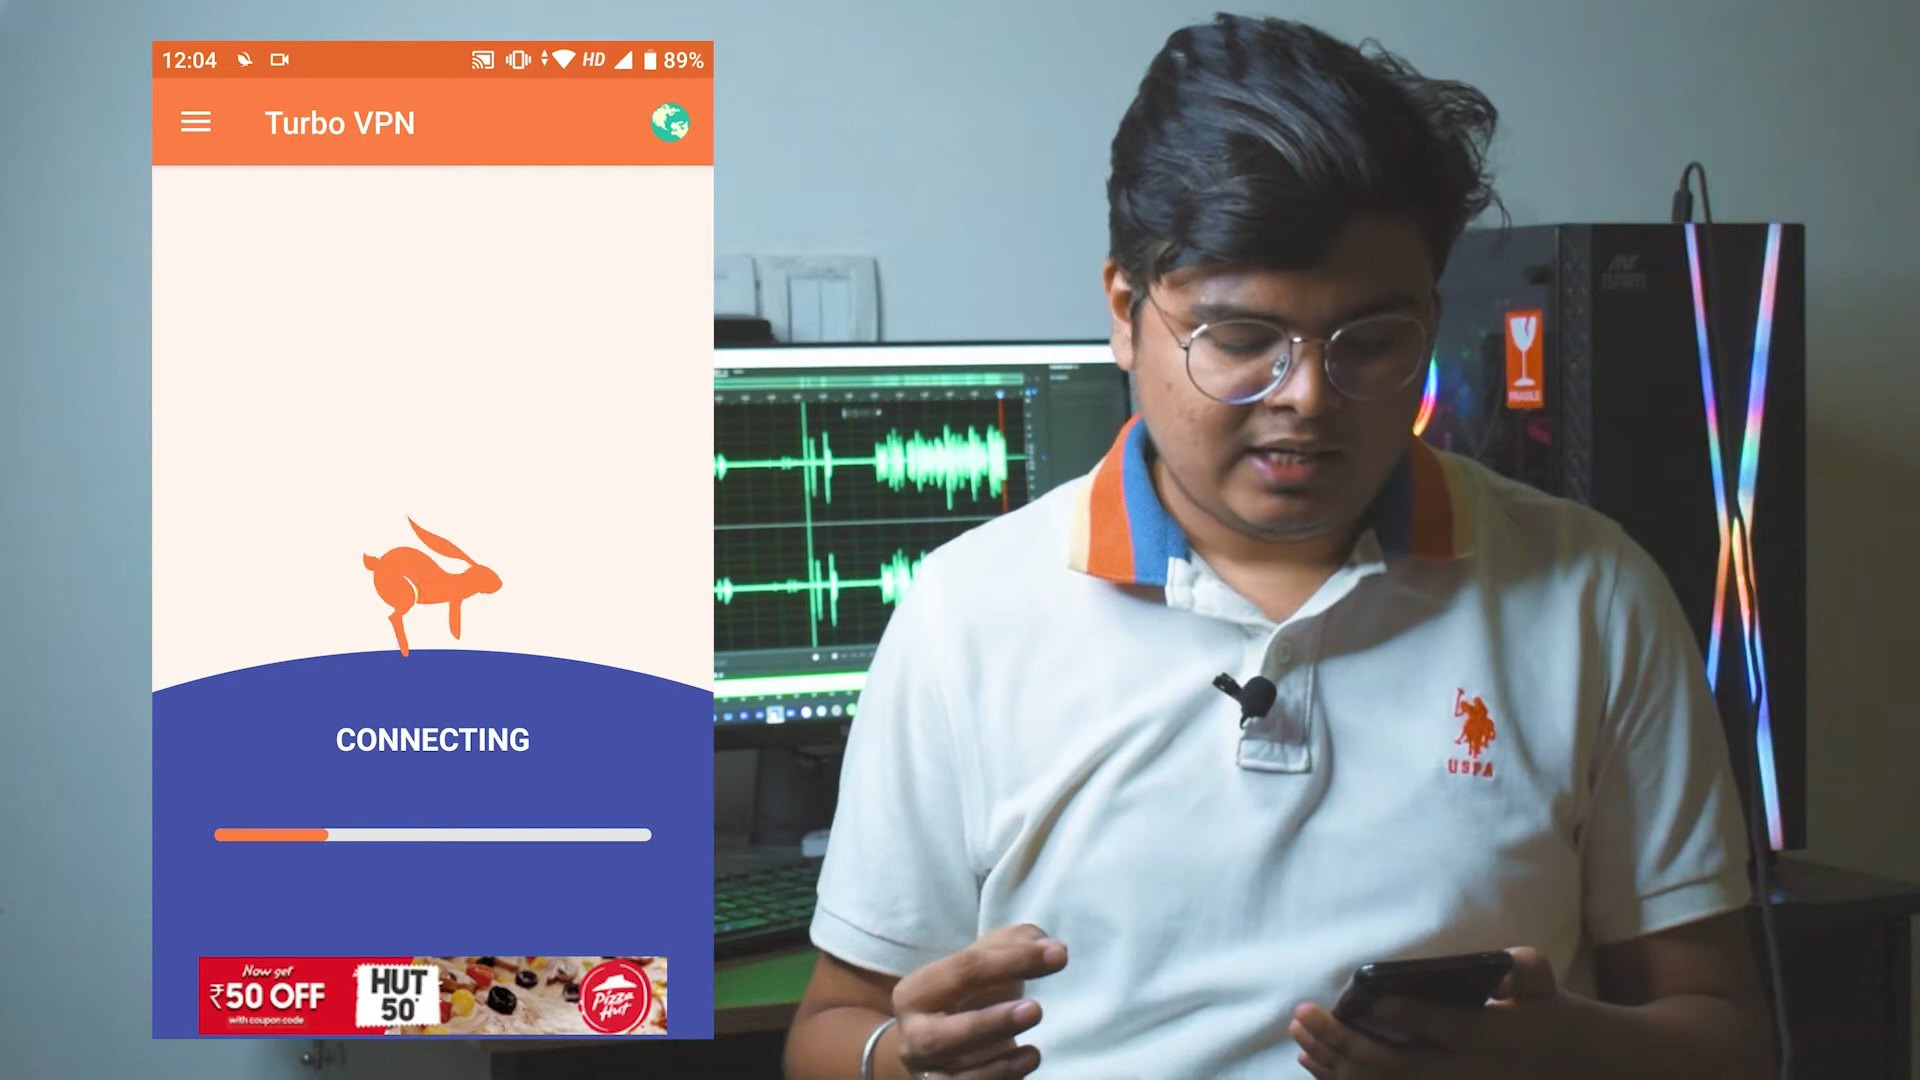 12:04
HD
89%
Turbo VPN
CONNECTING
Now get
₹50 OFF
with coupon code
HUT
50*
Pizza
Hut
FRAGILE
USPA